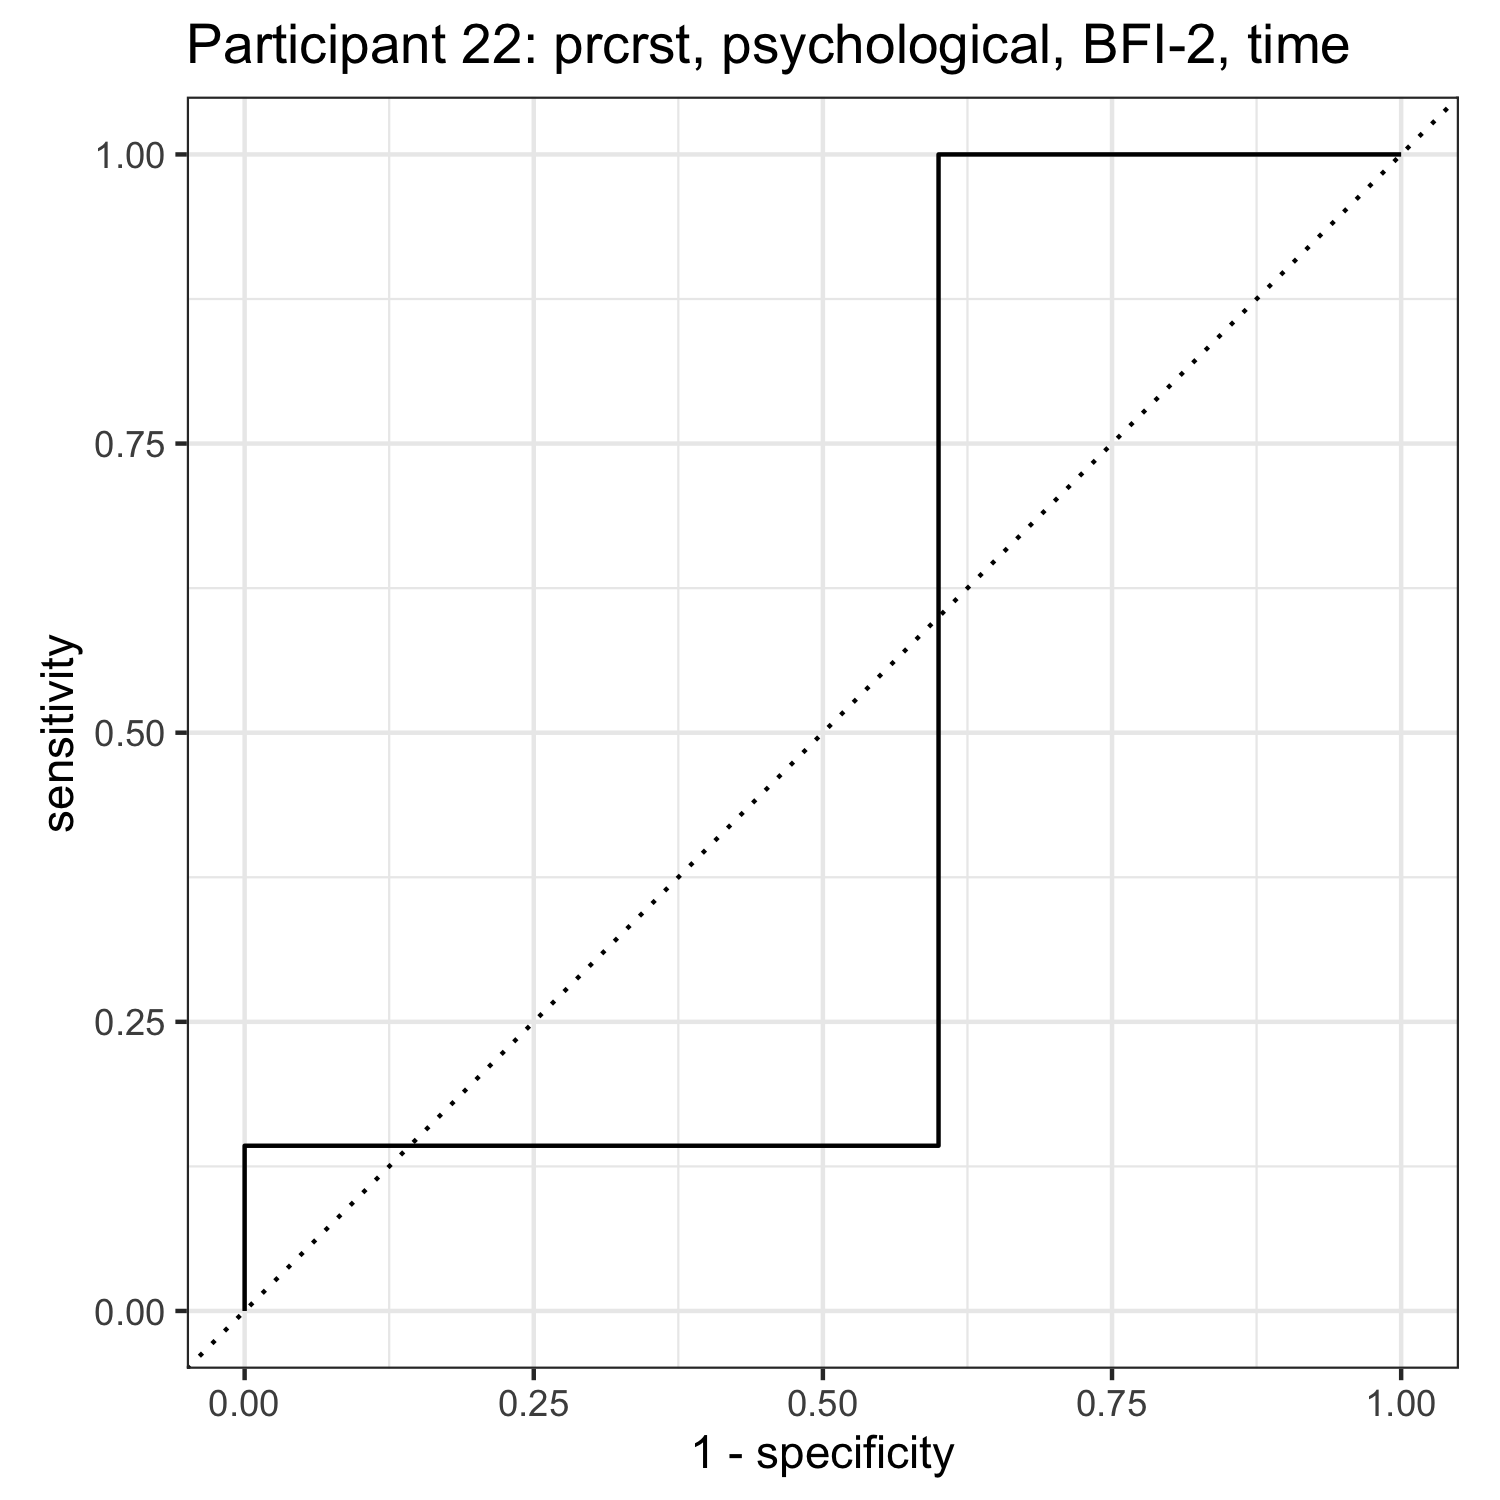 Participant 22: prcrst, psychological, BFI-2, time
sensitivity
1.00
0.75
0.50
0.25
0.00
0.00 0.25 0.50 0.75 1.00
1 - specificity